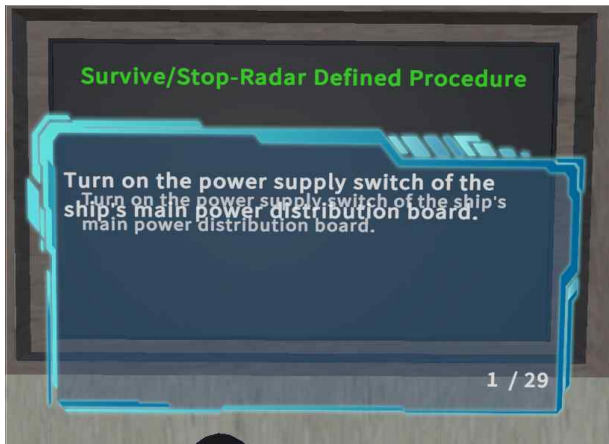 Survive/Stop-Radar Defined Procedure
Turn on the power supply switch of the
ship's main power distribution board.
Turn on the power supply switch of the ship's
main power distribution board.
1 / 29